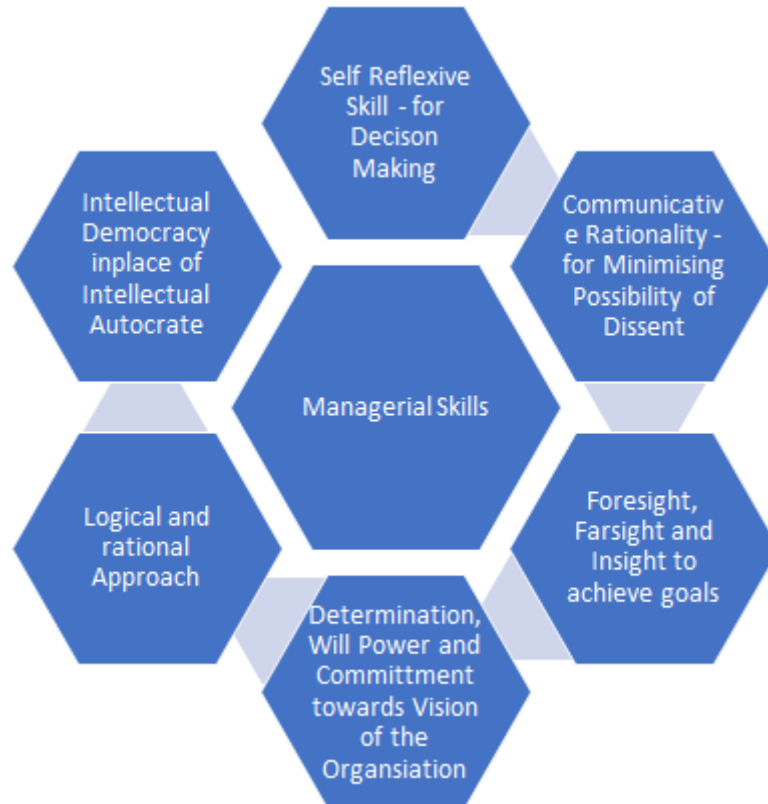 Self Reflexive
Skill - for
Decison
Making
Communicativ
e Rationality -
for Minimising
Possibility of
Dissent
Foresight,
Farsight and
Insight to
achieve goals
Determination,
Will Power and
Committment
towards Vision
of the
Organsiation
Logical and
rational
Approach
Intellectual
Democracy
inplace of
Intellectual
Autocrate
Managerial Skills